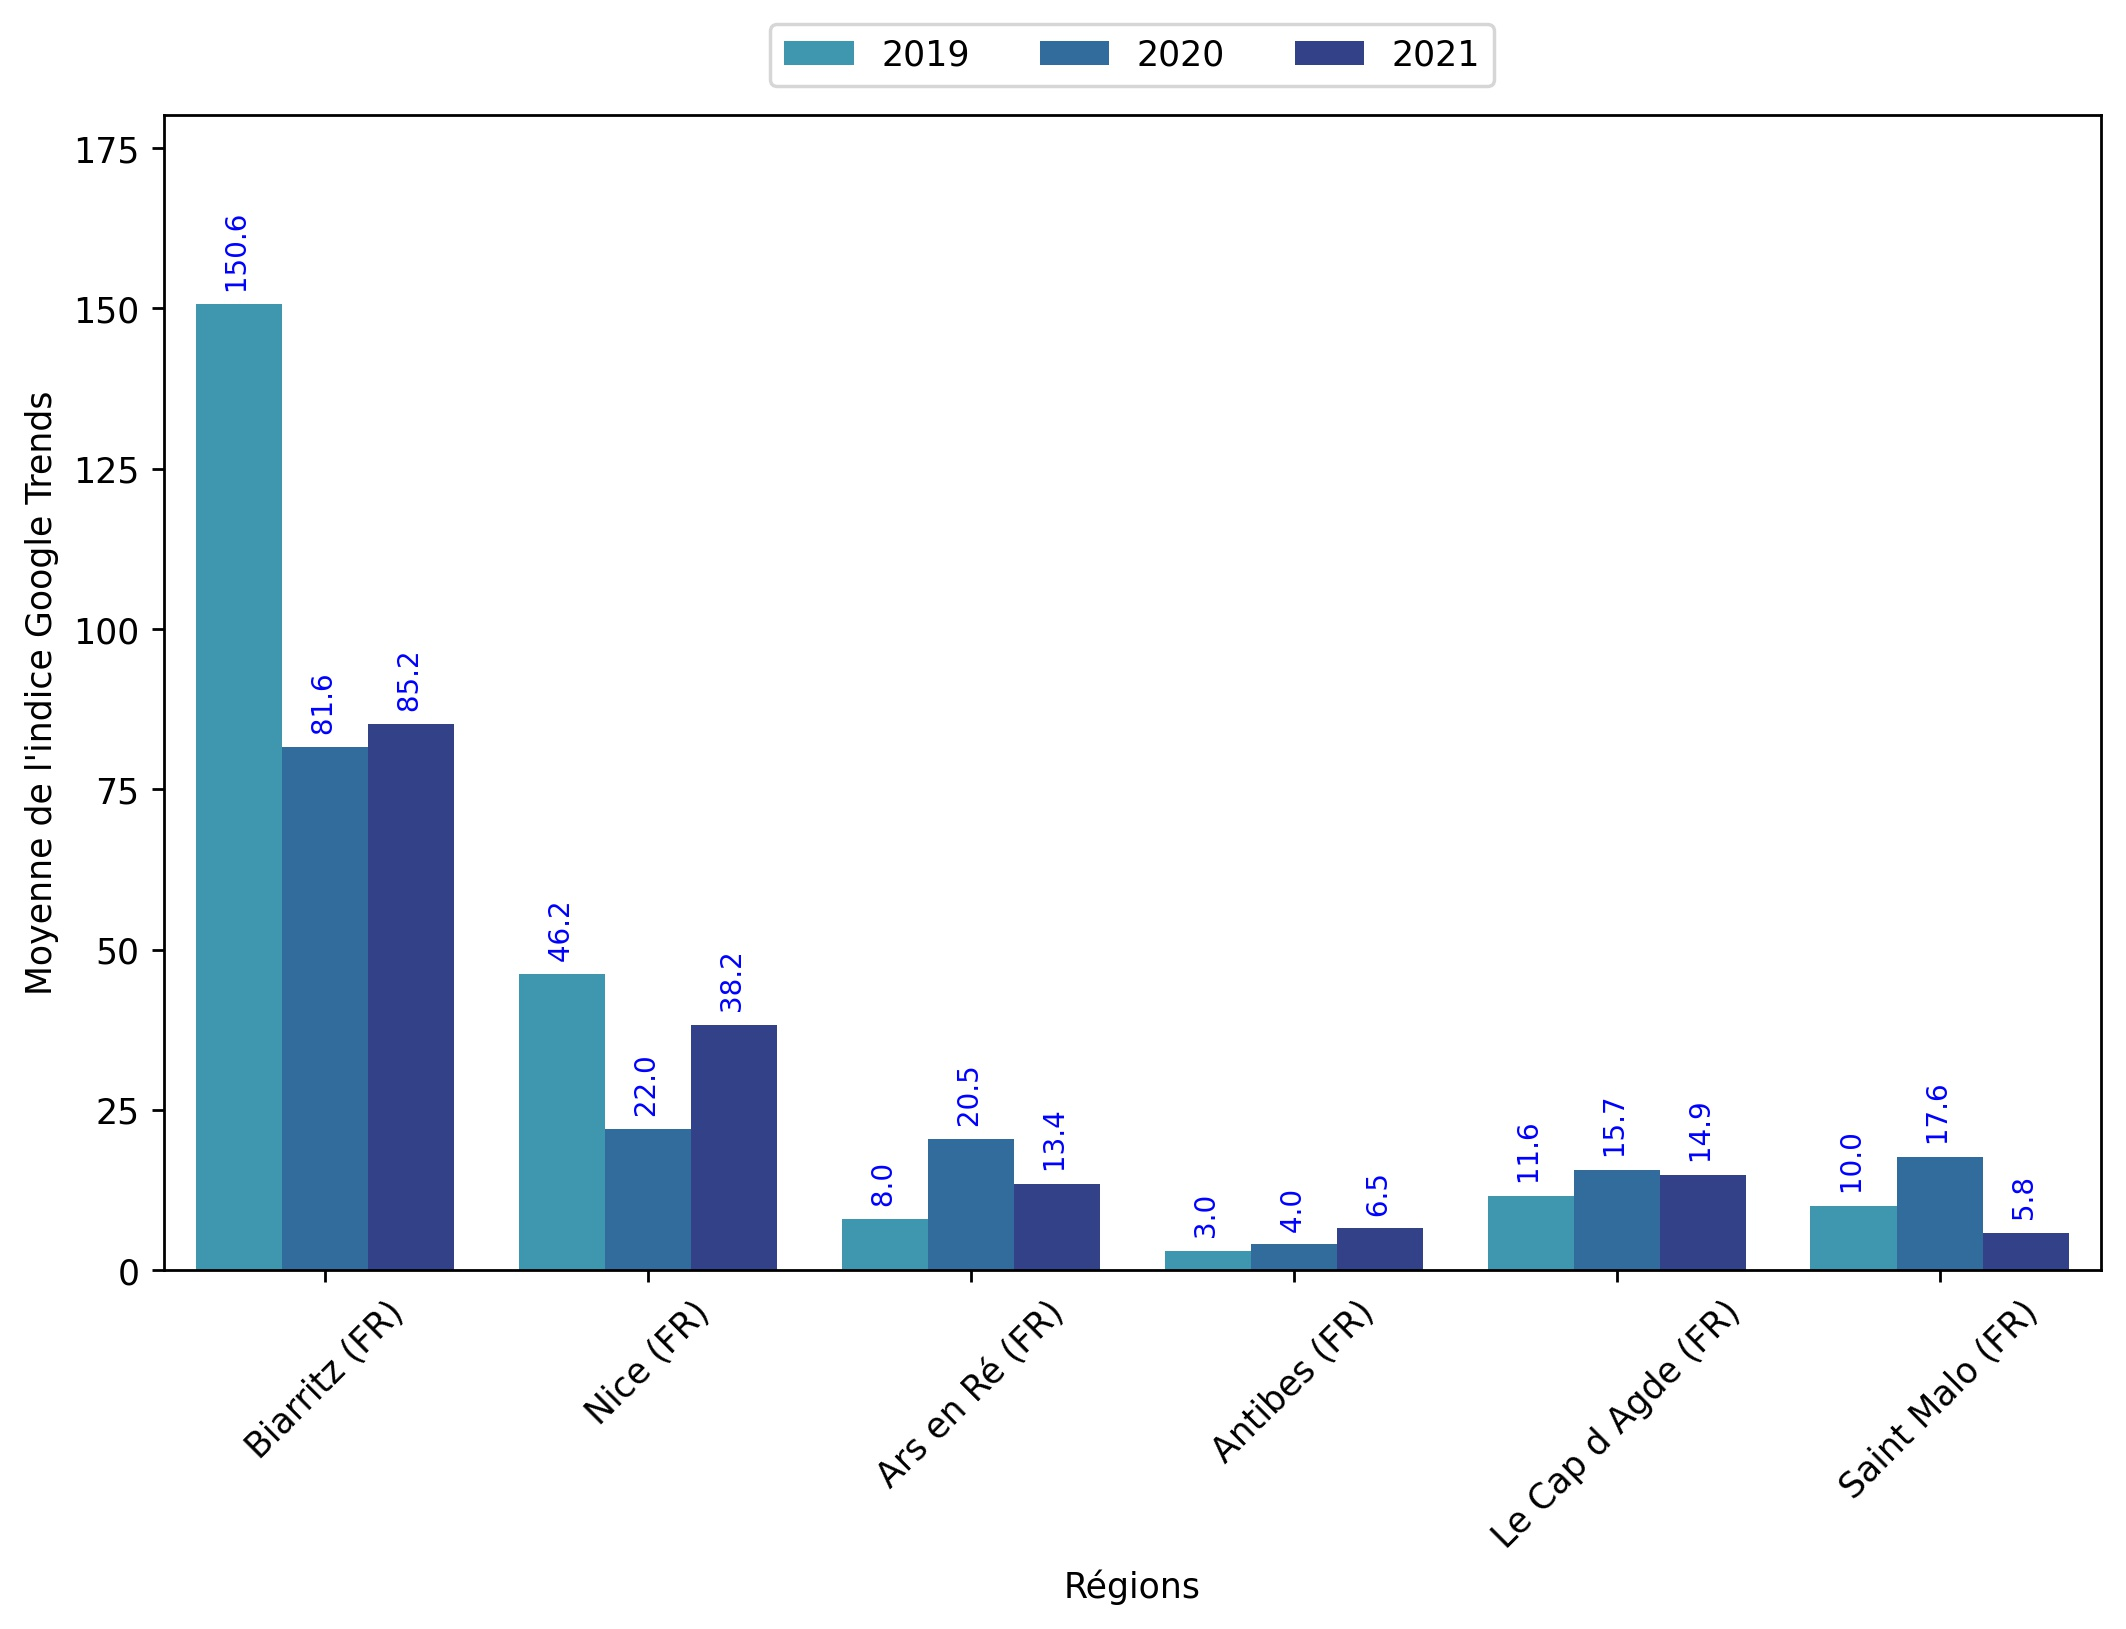 2019 2020 2021
Moyenne de l'indice Google Trends
175
150
125
100
75
50
25
0
150.6 81.6 85.2
46.2 22.0 38.2
8.0 20.5 13.4
3.0 4.0 6.5
11.6 15.7 14.9
10.0 17.6 5.8
Biarritz (FR)
Nice (FR)
Ars en Ré (FR)
Antibes (FR)
Le Cap d Agde (FR)
Saint Malo (FR)
Régions